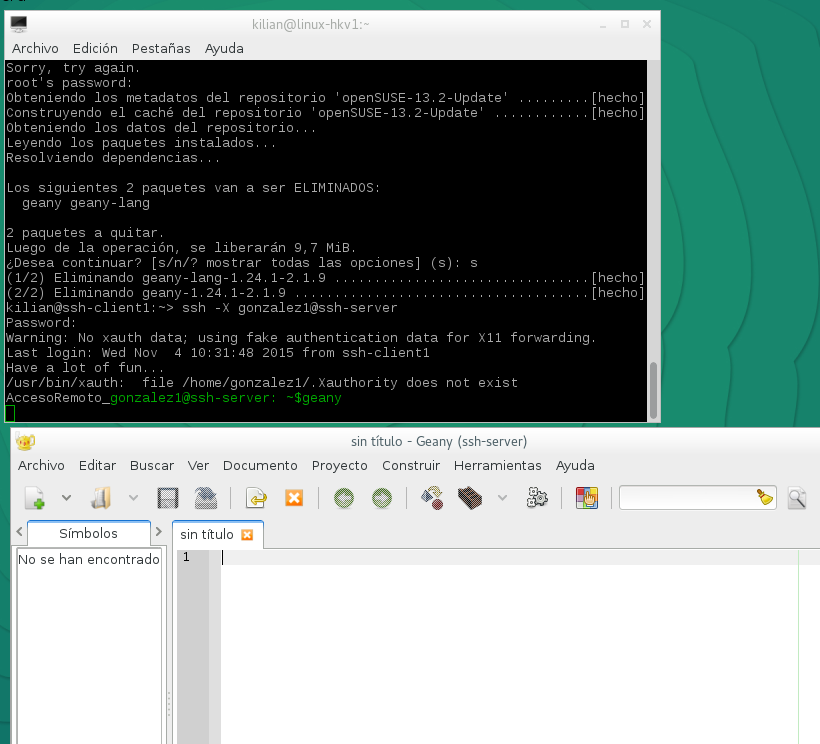 kilian@linux-hkv1:~
Archivo Edición Pestañas Ayuda
Sorry, try again.
root's password:
Obteniendo los metadatos del repositorio 'openSUSE-13.2-Update' .........[hecho]
Construyendo el caché del repositorio 'openSUSE-13.2-Update' ............[hecho]
Obteniendo los datos del repositorio...
Leyendo los paquetes instalados...
Resolviendo dependencias...
Los siguientes 2 paquetes van a ser ELIMINADOS:
geany geany-lang
2 paquetes a quitar.
Luego de la operación, se liberarán 9,7 MiB.
¿Desea continuar? [s/n/? mostrar todas las opciones] (s): s
(1/2) Eliminando geany-lang-1.24.1-2.1.9 ................................[hecho]
(2/2) Eliminando geany-1.24.1-2.1.9 .....................................[hecho]
kilian@ssh-client1:~> ssh -X gonzalez1@ssh-server
Password:
Warning: No xauth data; using fake authentication data for X11 forwarding.
Last login: Wed Nov  4 10:31:48 2015 from ssh-client1
Have a lot of fun...
/usr/bin/xauth:  file /home/gonzalez1/.Xauthority does not exist
AccesoRemoto_gonzalez1@ssh-server: ~$geany
sin título - Geany (ssh-server)
Archivo Editar Buscar Ver Documento Proyecto Construir Herramientas Ayuda
Símbolos sin título
No se han encontrado 1